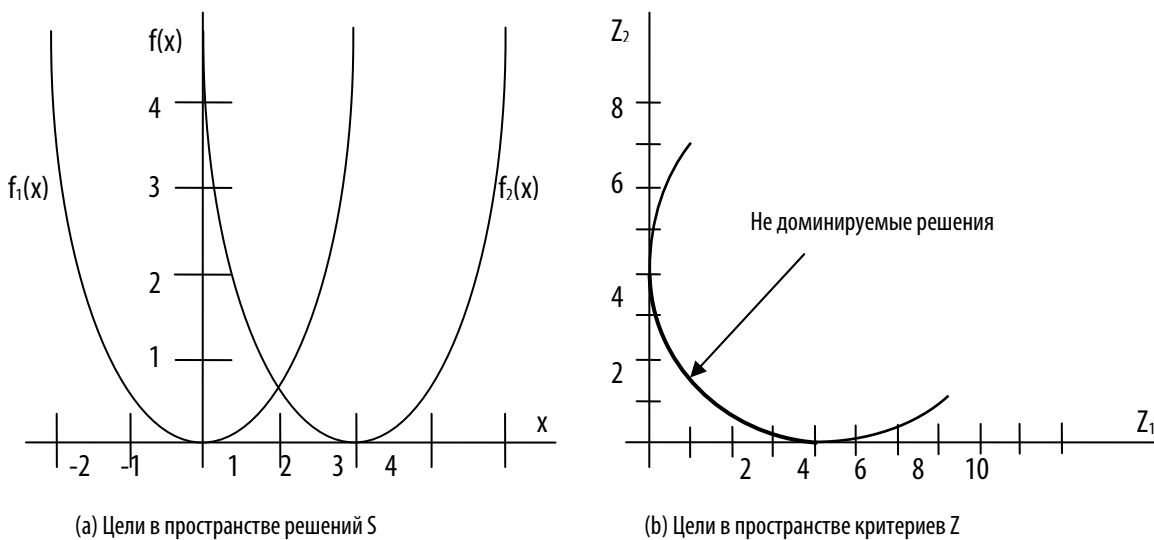 f(x)
4
3
f₁(x)
f₂(x)
2
1
x
-2 -1 1 2 3 4
(a) Цели в пространстве решений S
Z₂
8
6
Не доминируемые решения
4
2
Z₁
2 4 6 8 10
(b) Цели в пространстве критериев Z